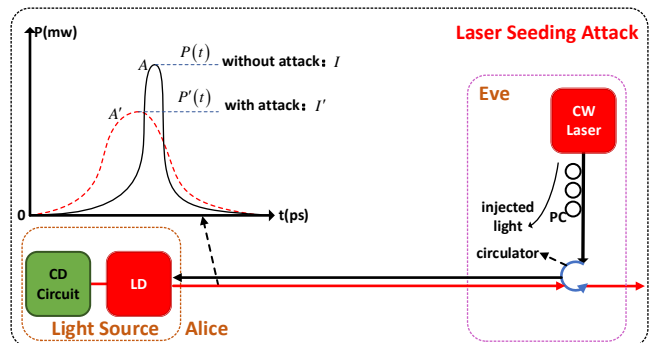 P(mw)
Laser Seeding Attack
A
P(t)
without attack： I
A'
P'(t)
with attack： I'
0
t(ps)
Eve
CW
Laser
injected
light
PC
circulator
CD
Circuit
LD
Light Source
Alice